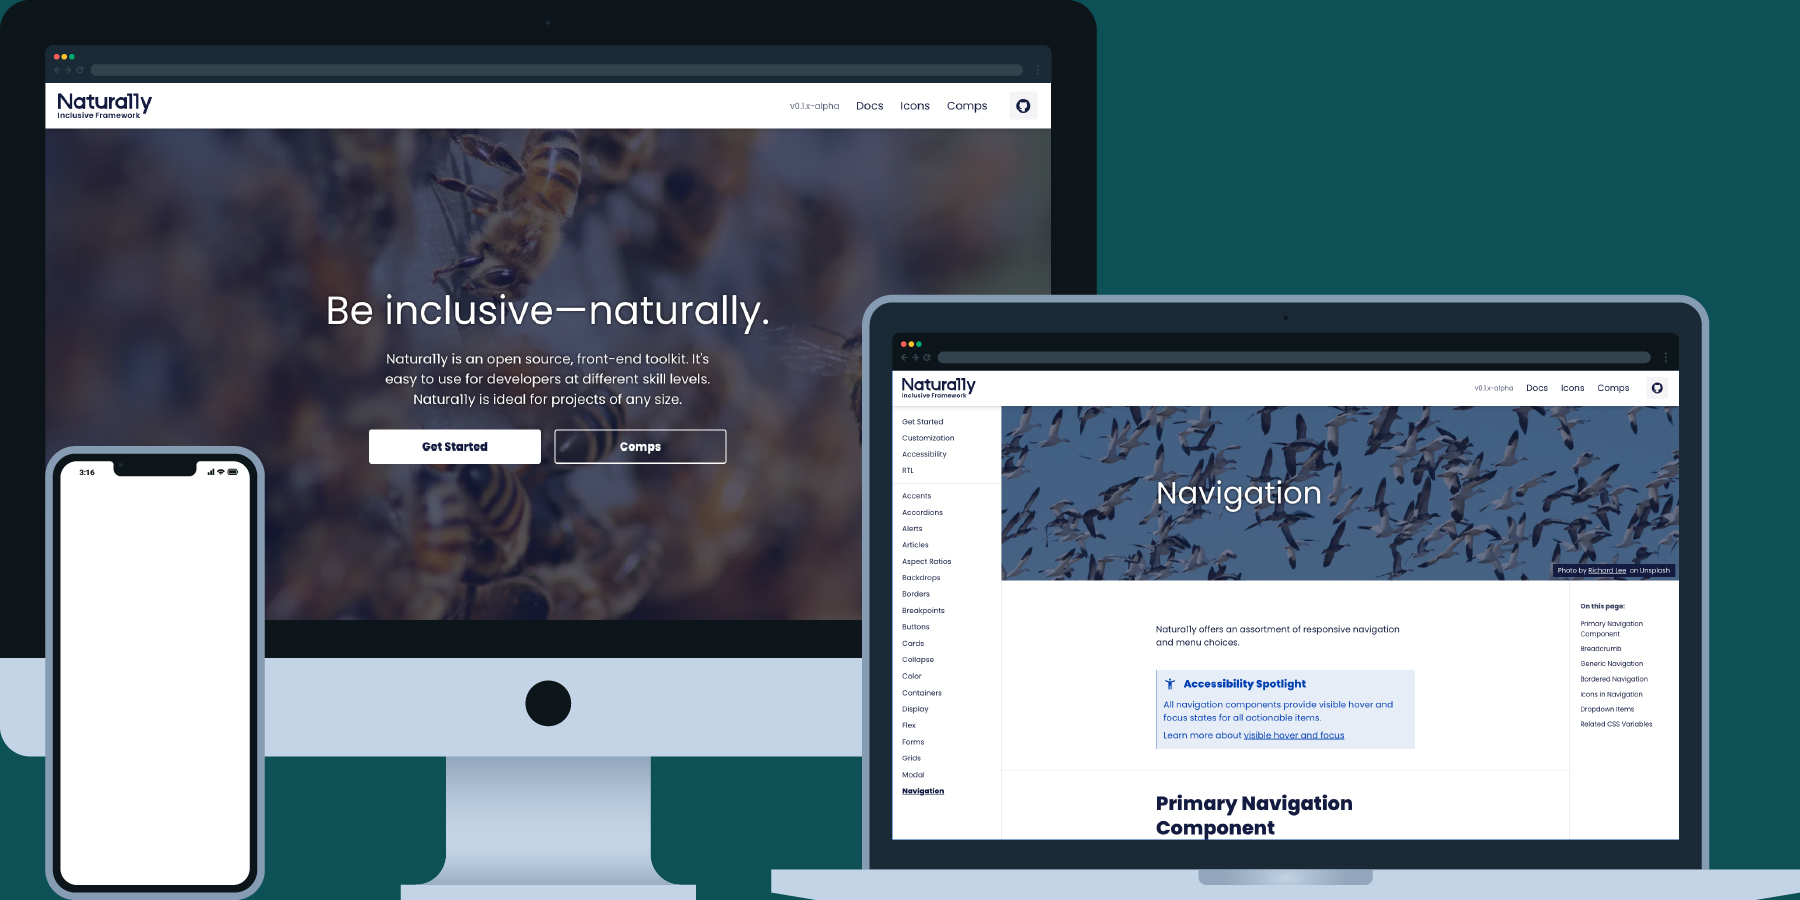 Natura11y
Inclusive Framework
v0.1.x-alpha
Docs
Icons
Comps
Be inclusive—naturally.
Natura11y is an open source, front-end toolkit. It's
easy to use for developers at different skill levels.
Natura11y is ideal for projects of any size.
Get Started
Comps
3:16
Natura11y
Inclusive Framework
v0.1.x-alpha
Docs
Icons
Comps
Get Started
Customization
Accessibility
RTL
Accents
Accordions
Alerts
Articles
Aspect Ratios
Backdrops
Borders
Breakpoints
Buttons
Cards
Collapse
Color
Containers
Display
Flex
Forms
Grids
Modal
Navigation
Navigation
Photo by Richard Lee on Unsplash
Natura11y offers an assortment of responsive navigation
and menu choices.
Accessibility Spotlight
All navigation components provide visible hover and
focus states for all actionable items.
Learn more about visible hover and focus
Primary Navigation
Component
On this page:
Primary Navigation
Component
Breadcrumb
Generic Navigation
Bordered Navigation
Icons in Navigation
Dropdown Items
Related CSS Variables